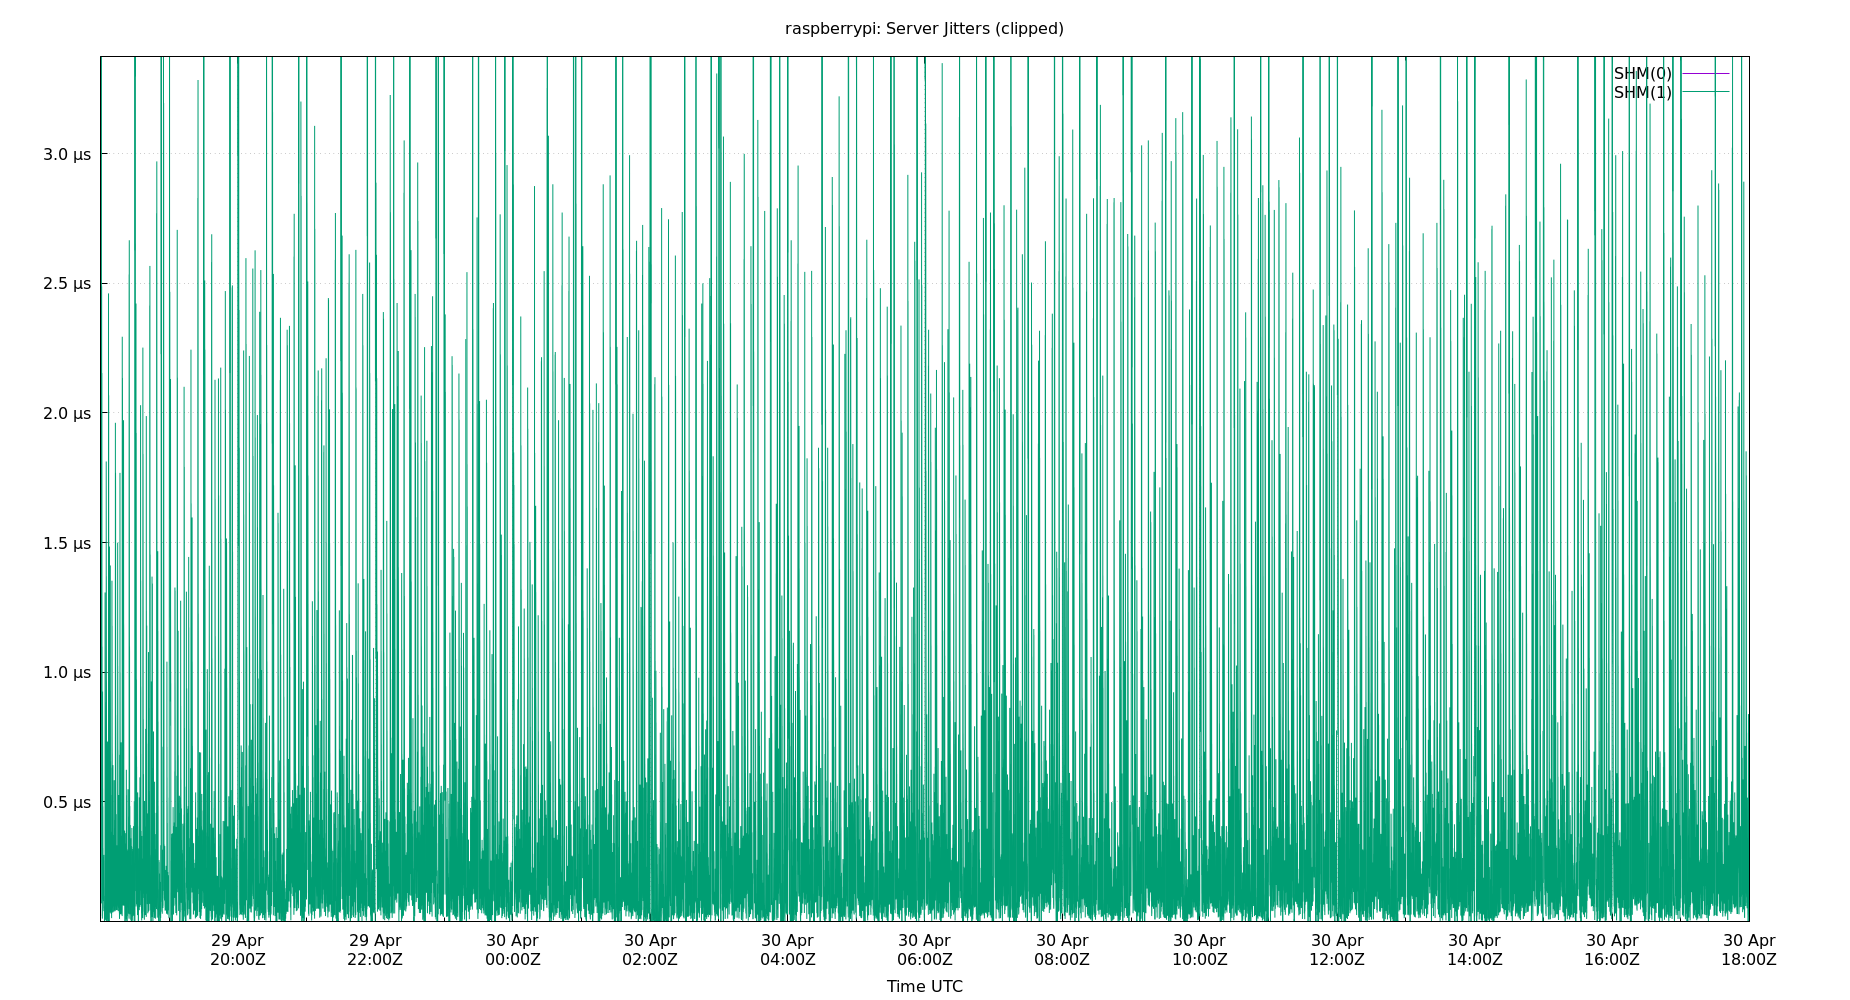 raspberrypi: Server Jitters (clipped)
SHM(0)
SHM(1)
3.0 µs
2.5 µs
2.0 µs
1.5 µs
1.0 µs
0.5 µs
29 Apr 29 Apr 30 Apr 30 Apr 30 Apr 30 Apr 30 Apr 30 Apr 30 Apr 30 Apr 30 Apr 30 Apr
20:00Z 22:00Z 00:00Z 02:00Z 04:00Z 06:00Z 08:00Z 10:00Z 12:00Z 14:00Z 16:00Z 18:00Z
Time UTC